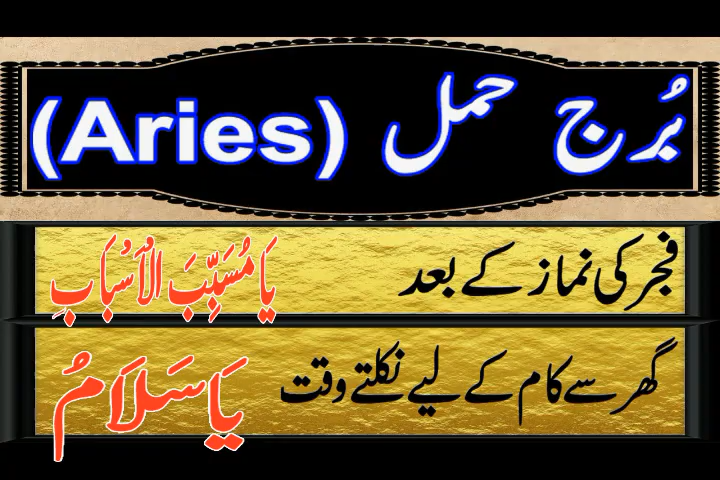 بُرج حمل (Aries)
فجر کی نماز کے بعد یَا مُسَبِّبَ الْاَسْبَابِ
گھر سے کام کے لیے نکلتے وقت یَا سَلَامُ